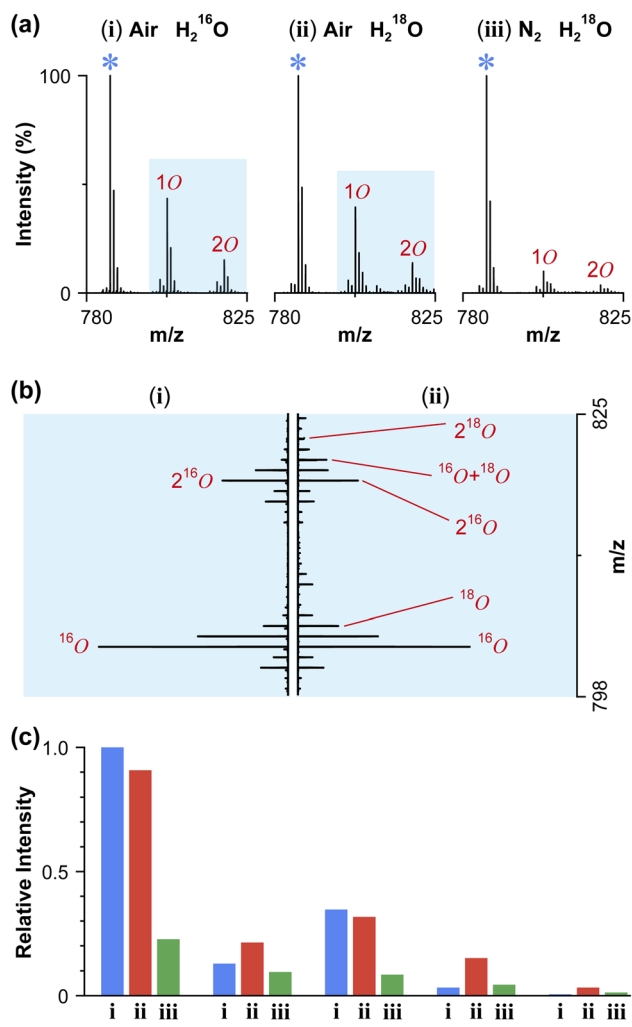 (a) (i) Air H₂¹⁶O (ii) Air H₂¹⁸O (iii) N₂ H₂¹⁸O
* * *
100
Intensity (%)
1O 2O 1O 2O 1O 2O
0
780 825 780 825 780 825
m/z m/z m/z
(b) (i) (ii)
825
2¹⁸O
¹⁶O+¹⁸O
2¹⁶O
2¹⁶O
m/z
¹⁸O
¹⁶O ¹⁶O
798
(c)
1.0
Relative Intensity
0.5
0
i ii iii i ii iii i ii iii i ii iii i ii iii